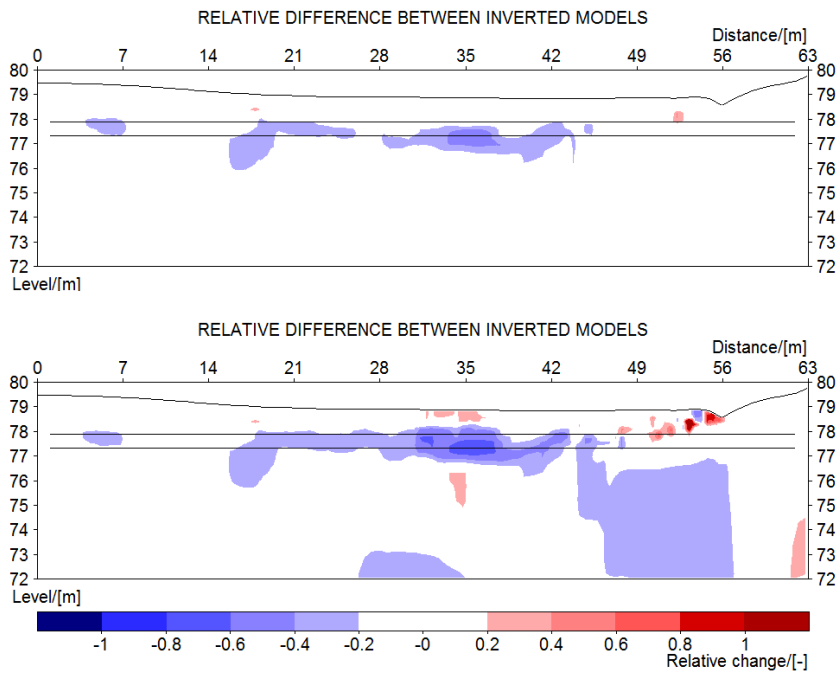 RELATIVE DIFFERENCE BETWEEN INVERTED MODELS
Distance/[m]
0 7 14 21 28 35 42 49 56 63
80 80
79 79
78 78
77 77
76 76
75 75
74 74
73 73
72 72
Level/[m]
RELATIVE DIFFERENCE BETWEEN INVERTED MODELS
Distance/[m]
0 7 14 21 28 35 42 49 56 63
80 80
79 79
78 78
77 77
76 76
75 75
74 74
73 73
72 72
Level/[m]
-1 -0.8 -0.6 -0.4 -0.2 -0 0.2 0.4 0.6 0.8 1
Relative change/[-]